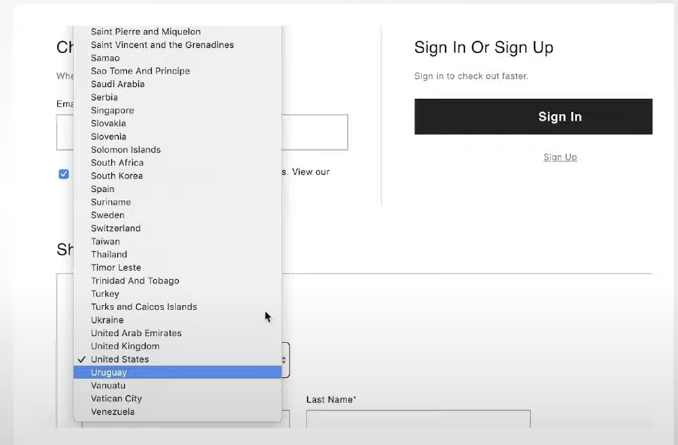 Ch
Whe
Ema
s. View our
Sh
Saint Pierre and Miquelon
Saint Vincent and the Grenadines
Samao
Sao Tome And Principe
Saudi Arabia
Serbia
Singapore
Slovakia
Slovenia
Solomon Islands
South Africa
South Korea
Spain
Suriname
Sweden
Switzerland
Taiwan
Thailand
Timor Leste
Trinidad And Tobago
Turkey
Turks and Caicos Islands
Ukraine
United Arab Emirates
United Kingdom
United States
Uruguay
Vanuatu
Vatican City
Venezuela
Last Name*
Sign In Or Sign Up
Sign in to check out faster.
Sign In
Sign Up